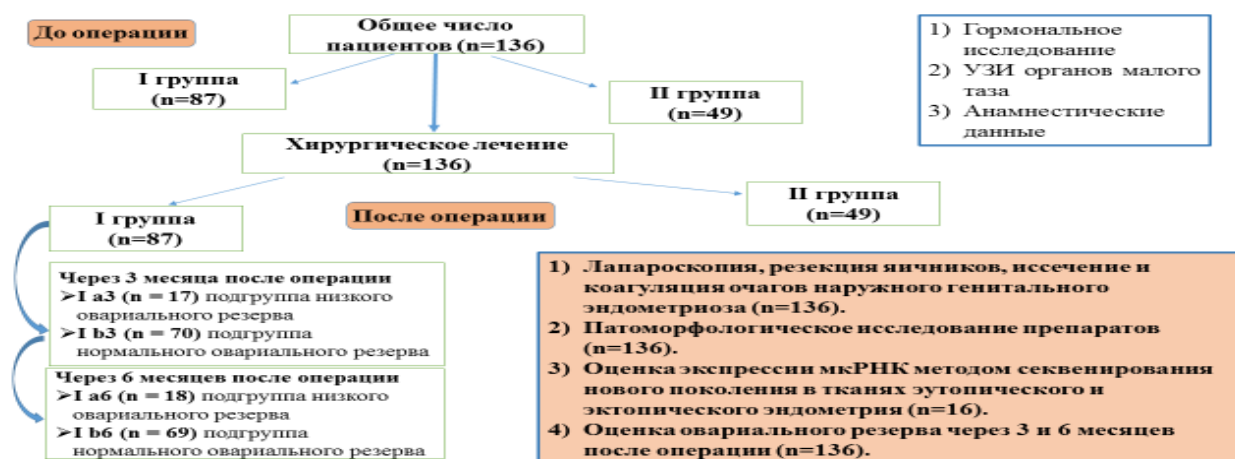 До операции
Общее число
пациентов (n=136)
1) Гормональное
исследование
2) УЗИ органов малого
таза
3) Анамнестические
данные
I группа
(n=87)
II группа
(n=49)
Хирургическое лечение
(n=136)
I группа
(n=87)
После операции
II группа
(n=49)
Через 3 месяца после операции
➢I a3 (n = 17) подгруппа низкого
овариального резерва
➢I b3 (n = 70) подгруппа
нормального овариального резерва
Через 6 месяцев после операции
➢I a6 (n = 18) подгруппа низкого
овариального резерва
➢I b6 (n = 69) подгруппа
нормального овариального резерва
1) Лапароскопия, резекция яичников, иссечение и
коагуляция очагов наружного генитального
эндометриоза (n=136).
2) Патоморфологическое исследование препаратов
(n=136).
3) Оценка экспрессии мкРНК методом секвенирования
нового поколения в тканях эутопического и
эктопического эндометрия (n=16).
4) Оценка овариального резерва через 3 и 6 месяцев
после операции (n=136).